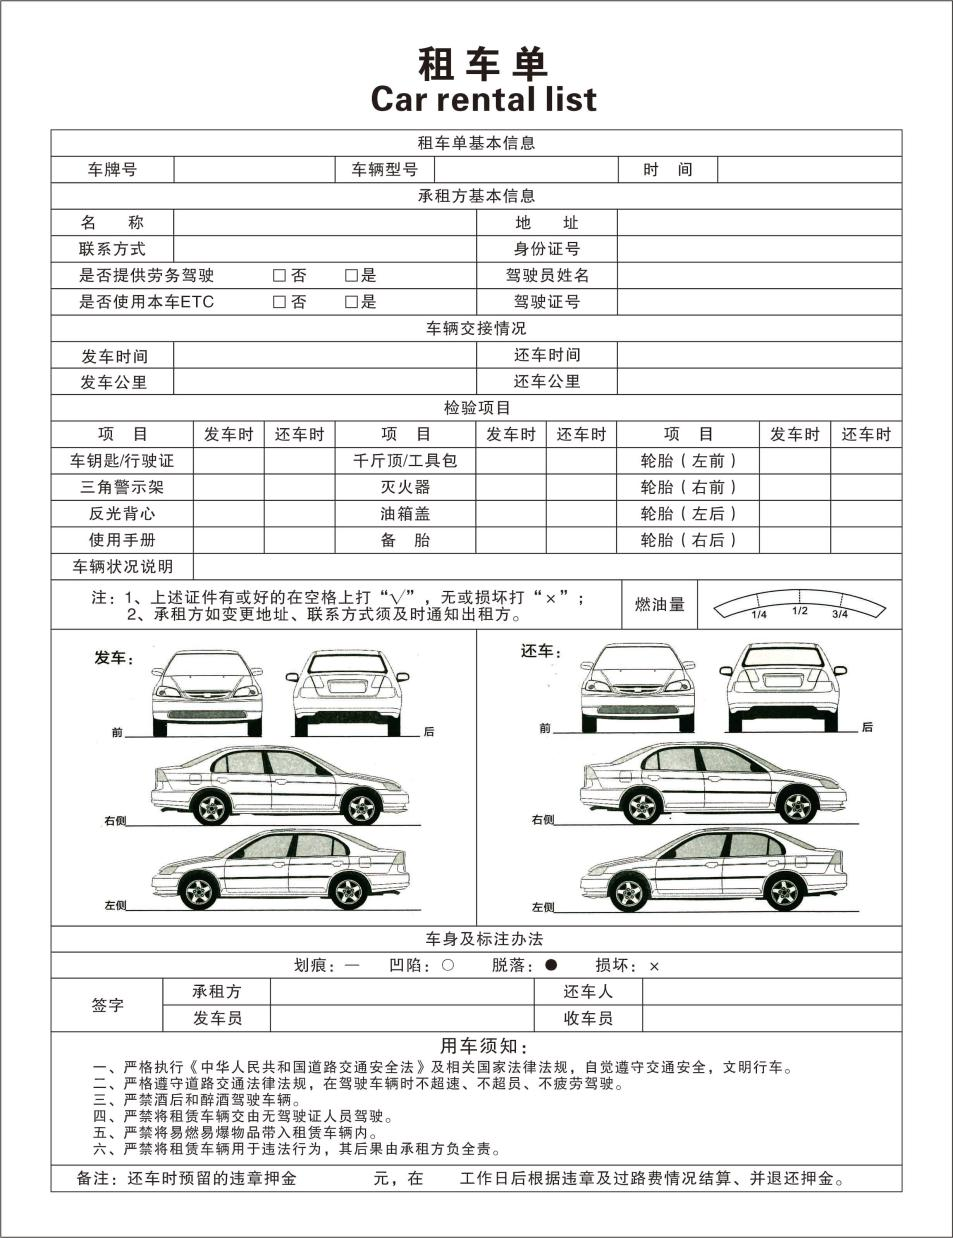 租车单
Car rental list
租车单基本信息
车牌号 车辆型号 时 间
承租方基本信息
名 称 地 址
联系方式 身份证号
是否提供劳务驾驶 □否 □是 驾驶员姓名
是否使用本车ETC □否 □是 驾驶证号
车辆交接情况
发车时间 还车时间
发车公里 还车公里
检验项目
项 目 发车时 还车时 项 目 发车时 还车时 项 目 发车时 还车时
车钥匙/行驶证 千斤顶/工具包 轮胎（左前）
三角警示架 灭火器 轮胎（右前）
反光背心 油箱盖 轮胎（左后）
使用手册 备 胎 轮胎（右后）
车辆状况说明
注：1、上述证件有或好的在空格上打“√”，无或损坏打“×”；
2、承租方如变更地址、联系方式须及时通知出租方。
燃油量 1/4 1/2 3/4
发车： 还车：
前 后 前 后
右侧 右侧
左侧 左侧
车身及标注办法
划痕：— 凹陷：○ 脱落：● 损坏：×
签字 承租方 还车人
发车员 收车员
用车须知：
一、严格执行《中华人民共和国道路交通安全法》及相关国家法律法规，自觉遵守交通安全，文明行车。
二、严格遵守道路交通法律法规，在驾驶车辆时不超速、不超员、不疲劳驾驶。
三、严禁酒后和醉酒驾驶车辆。
四、严禁将租赁车辆交由无驾驶证人员驾驶。
五、严禁将易燃易爆物品带入租赁车辆内。
六、严禁将租赁车辆用于违法行为，其后果由承租方负全责。
备注：还车时预留的违章押金 元，在 工作日后根据违章及过路费情况结算、并退还押金。